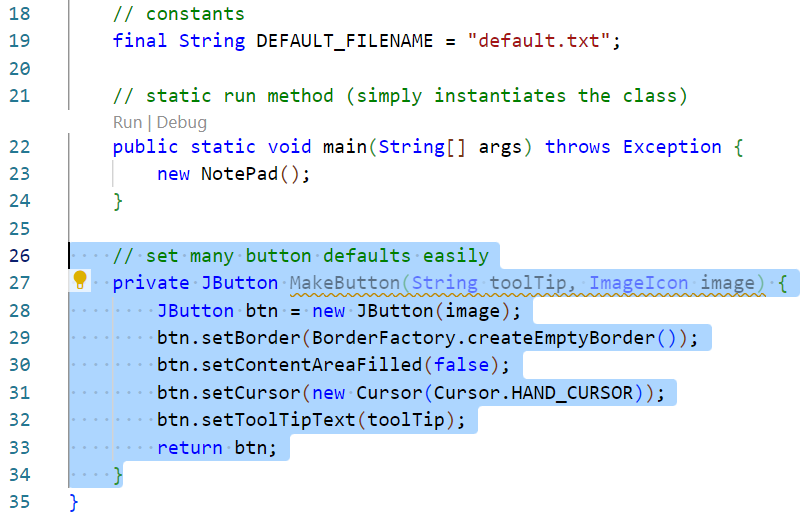 18 // constants
19 final String DEFAULT_FILENAME = "default.txt";
20
21 // static run method (simply instantiates the class)
Run | Debug
22 public static void main(String[] args) throws Exception {
23 new NotePad();
24 }
25
26 // set many button defaults easily
27 private JButton MakeButton(String toolTip, ImageIcon image) {
28 JButton btn = new JButton(image);
29 btn.setBorder(BorderFactory.createEmptyBorder());
30 btn.setContentAreaFilled(false);
31 btn.setCursor(new Cursor(Cursor.HAND_CURSOR));
32 btn.setToolTipText(toolTip);
33 return btn;
34 }
35 }